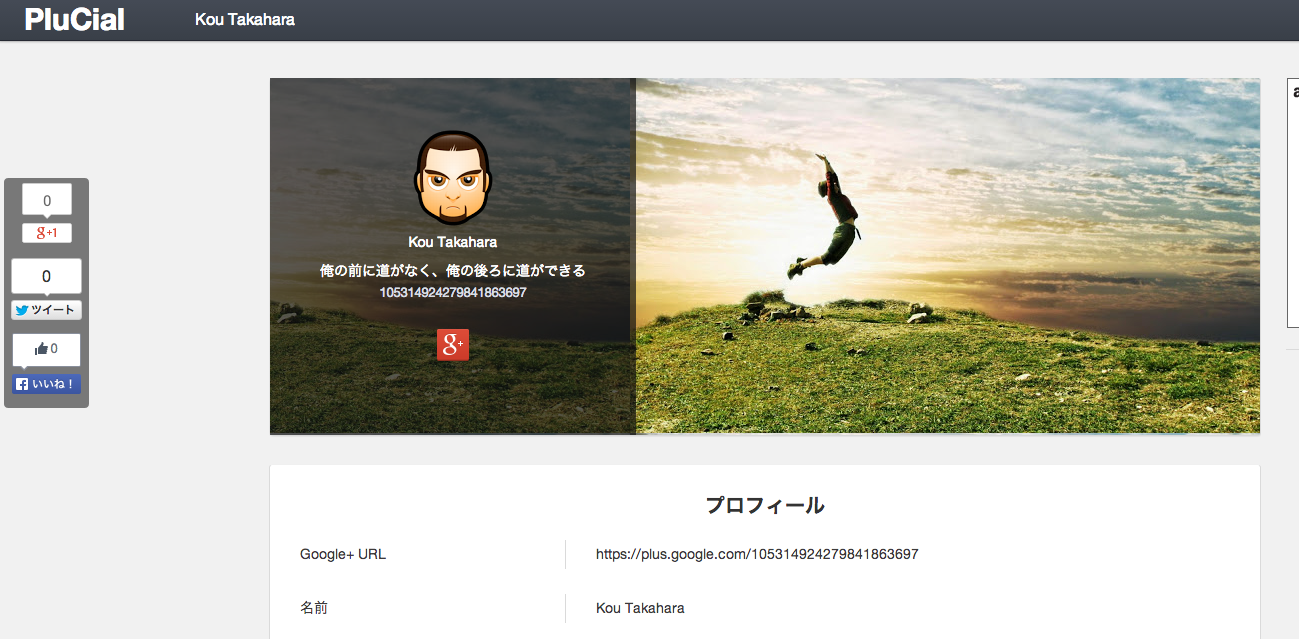 PluCial
Kou Takahara
0
g+1
0
ツイート
0
いいね！
Kou Takahara
俺の前に道がなく、俺の後ろに道ができる
105314924279841863697
g+
プロフィール
Google+ URL
https://plus.google.com/105314924279841863697
名前
Kou Takahara